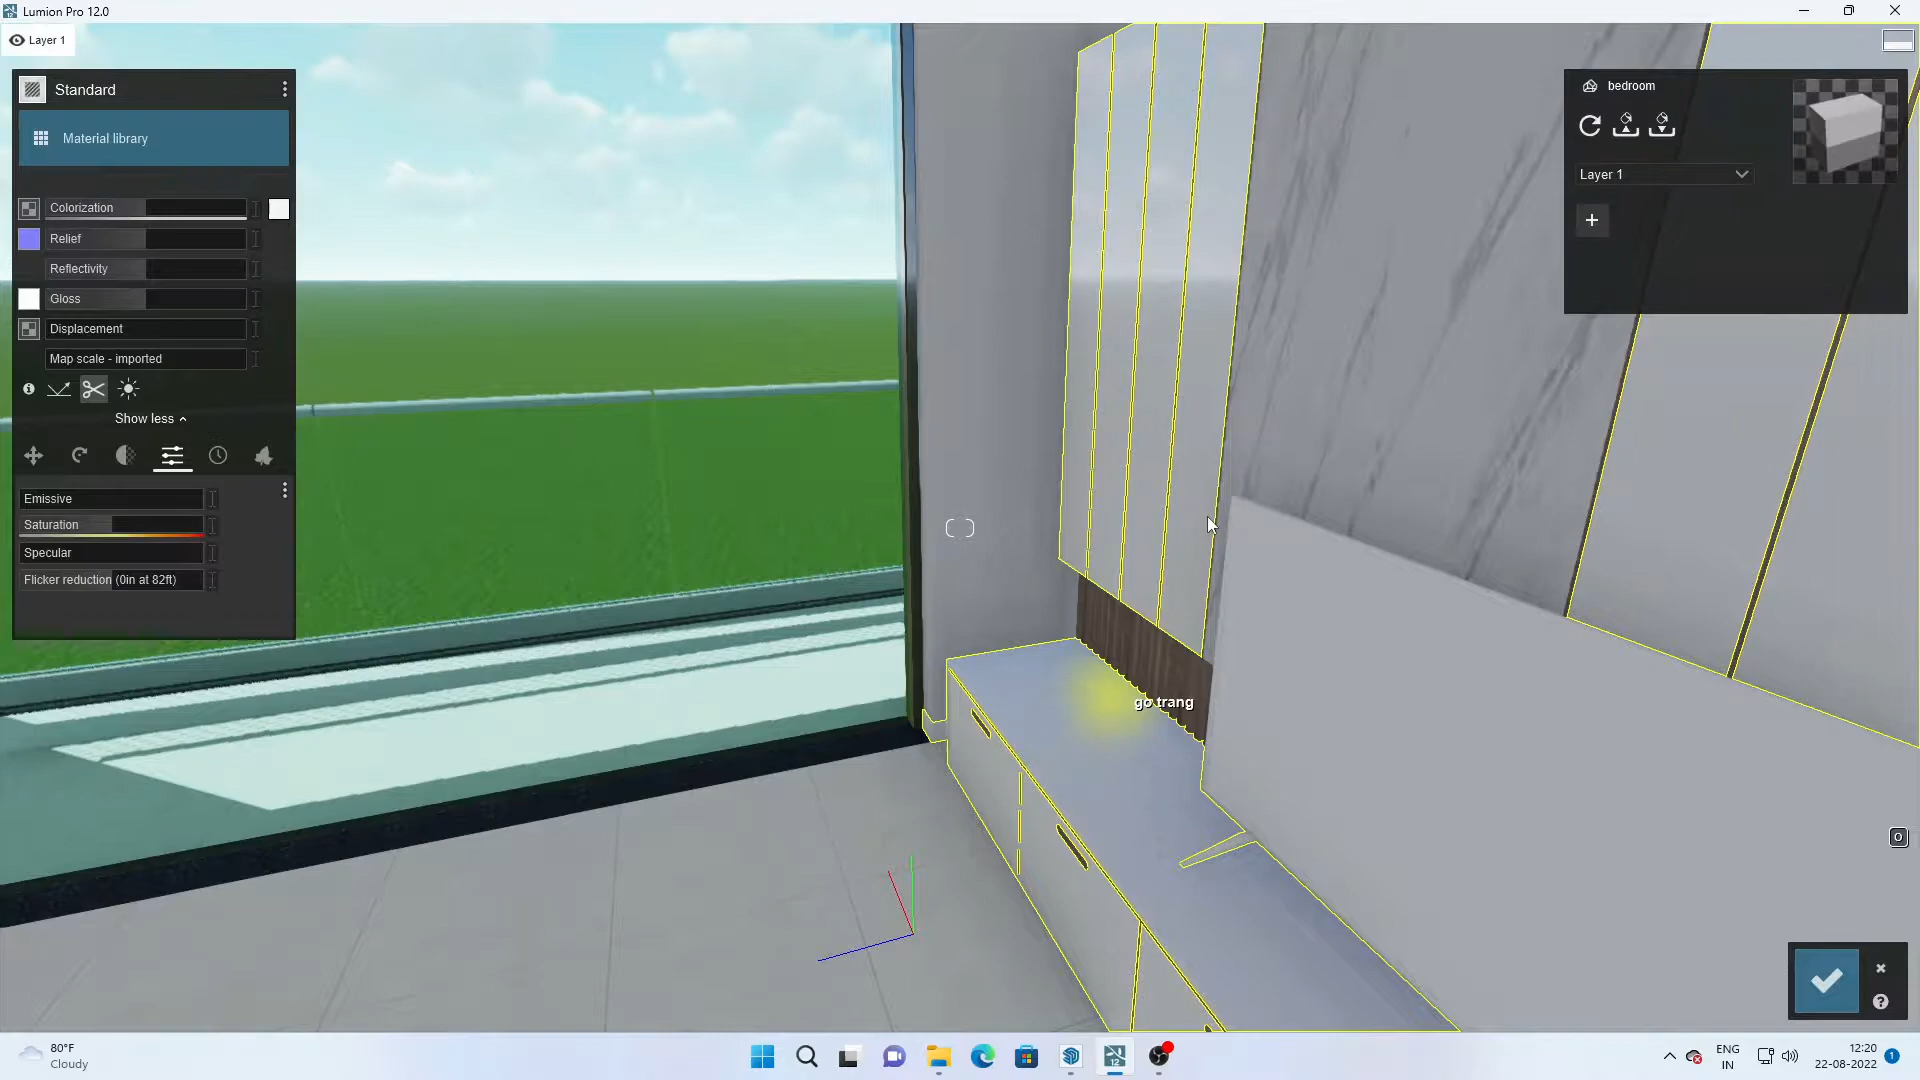 Lumion Pro 12.0
Layer 1
Standard
Material library
Colorization
Relief
Reflectivity
Gloss
Displacement
Map scale - imported
Show less
Emissive
Saturation
Specular
Flicker reduction (0in at 82ft)
bedroom
Layer 1
go trang
O
80°F
Cloudy
12
ENG
IN
12:20
22-08-2022
1